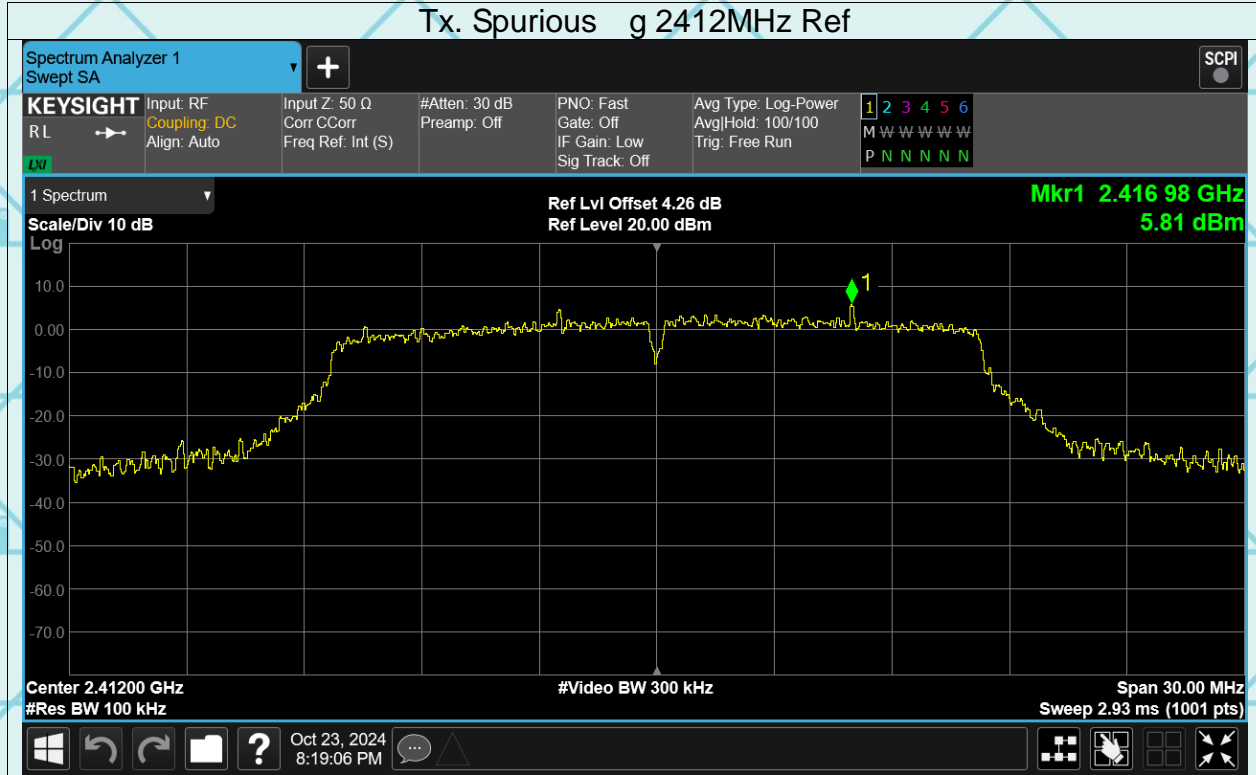 Tx. Spurious g 2412MHz Ref
Spectrum Analyzer 1
Swept SA
+
SCPI
KEYSIGHT
R L
LXI
Input: RF
Coupling: DC
Align: Auto
Input Z: 50 Ω
Corr CCorr
Freq Ref: Int (S)
#Atten: 30 dB
Preamp: Off
PNO: Fast
Gate: Off
IF Gain: Low
Sig Track: Off
Avg Type: Log-Power
Avg|Hold: 100/100
Trig: Free Run
1 2 3 4 5 6
M W W W W W
P N N N N N
1 Spectrum
Scale/Div 10 dB
Ref Lvl Offset 4.26 dB
Ref Level 20.00 dBm
Mkr1 2.416 98 GHz
5.81 dBm
Log
1
10.0
0.00
-10.0
-20.0
-30.0
-40.0
-50.0
-60.0
-70.0
Center 2.41200 GHz
#Res BW 100 kHz
#Video BW 300 kHz
Span 30.00 MHz
Sweep 2.93 ms (1001 pts)
?
Oct 23, 2024
8:19:06 PM